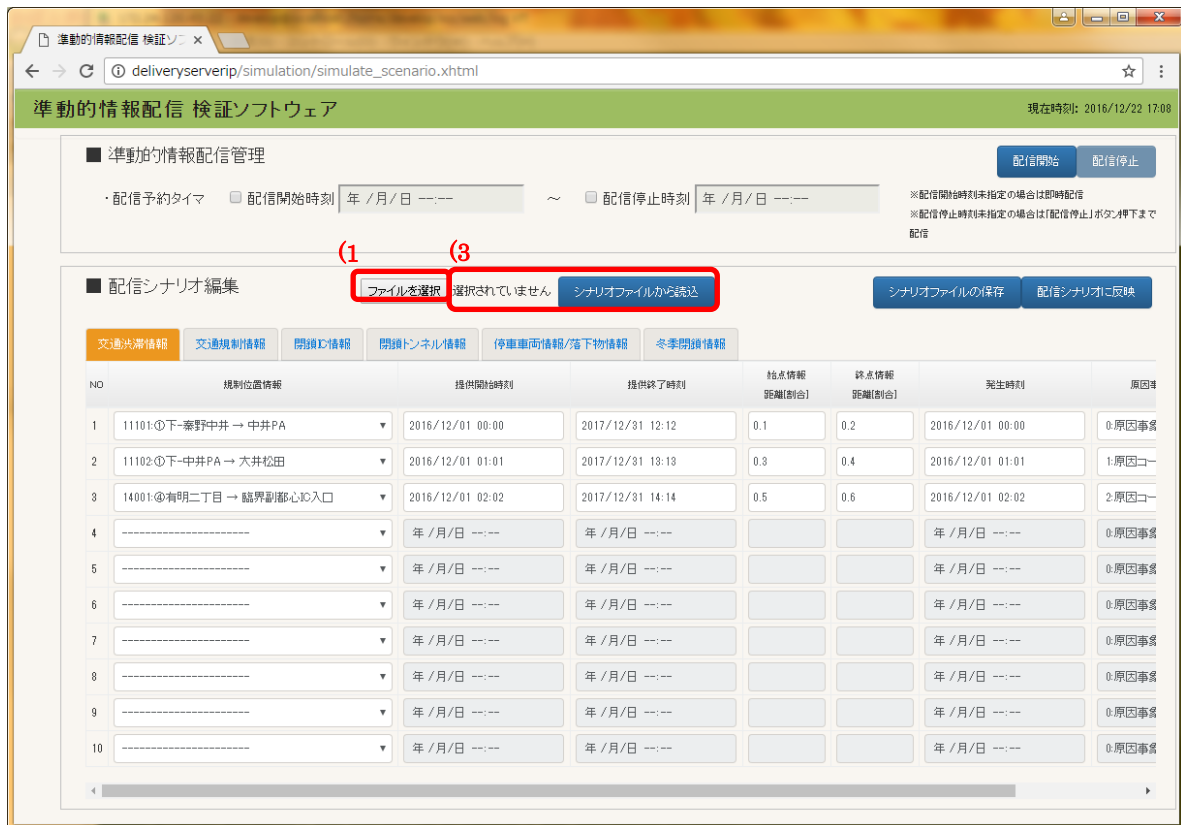 準動的情報配信 検証ソフ ×
deliveryserverip/simulation/simulate_scenario.xhtml
準動的情報配信 検証ソフトウェア
現在時刻: 2016/12/22 17:08
■ 準動的情報配信管理
配信開始 配信停止
・配信予約タイマ 配信開始時刻 年 /月/日 --:-- ～ 配信停止時刻 年 /月/日 --:--
※配信開始時刻未指定の場合は即時配信
※配信停止時刻未指定の場合は「配信停止」ボタン押下まで
配信
(1 (3
■ 配信シナリオ編集 ファイルを選択 選択されていません シナリオファイルから読込 シナリオファイルの保存 配信シナリオに反映
交通渋滞情報 交通規制情報 閉鎖IC情報 閉鎖トンネル情報 停車車両情報/落下物情報 冬季閉鎖情報
NO 規制位置情報 提供開始時刻 提供終了時刻 始点情報 終点情報 発生時刻 原因事
距離[割合] 距離[割合]
1 11101:①下-秦野中井 → 中井PA 2016/12/01 00:00 2017/12/31 12:12 0.1 0.2 2016/12/01 00:00 0:原因事象
2 11102:①下-中井PA → 大井松田 2016/12/01 01:01 2017/12/31 13:13 0.3 0.4 2016/12/01 01:01 1:原因コー
3 14001:④有明二丁目 → 臨界副都心IC入口 2016/12/01 02:02 2017/12/31 14:14 0.5 0.6 2016/12/01 02:02 2:原因コー
4 ---------------------- 年 /月/日 --:-- 年 /月/日 --:-- 年 /月/日 --:-- 0:原因事象
5 ---------------------- 年 /月/日 --:-- 年 /月/日 --:-- 年 /月/日 --:-- 0:原因事象
6 ---------------------- 年 /月/日 --:-- 年 /月/日 --:-- 年 /月/日 --:-- 0:原因事象
7 ---------------------- 年 /月/日 --:-- 年 /月/日 --:-- 年 /月/日 --:-- 0:原因事象
8 ---------------------- 年 /月/日 --:-- 年 /月/日 --:-- 年 /月/日 --:-- 0:原因事象
9 ---------------------- 年 /月/日 --:-- 年 /月/日 --:-- 年 /月/日 --:-- 0:原因事象
10 ---------------------- 年 /月/日 --:-- 年 /月/日 --:-- 年 /月/日 --:-- 0:原因事象